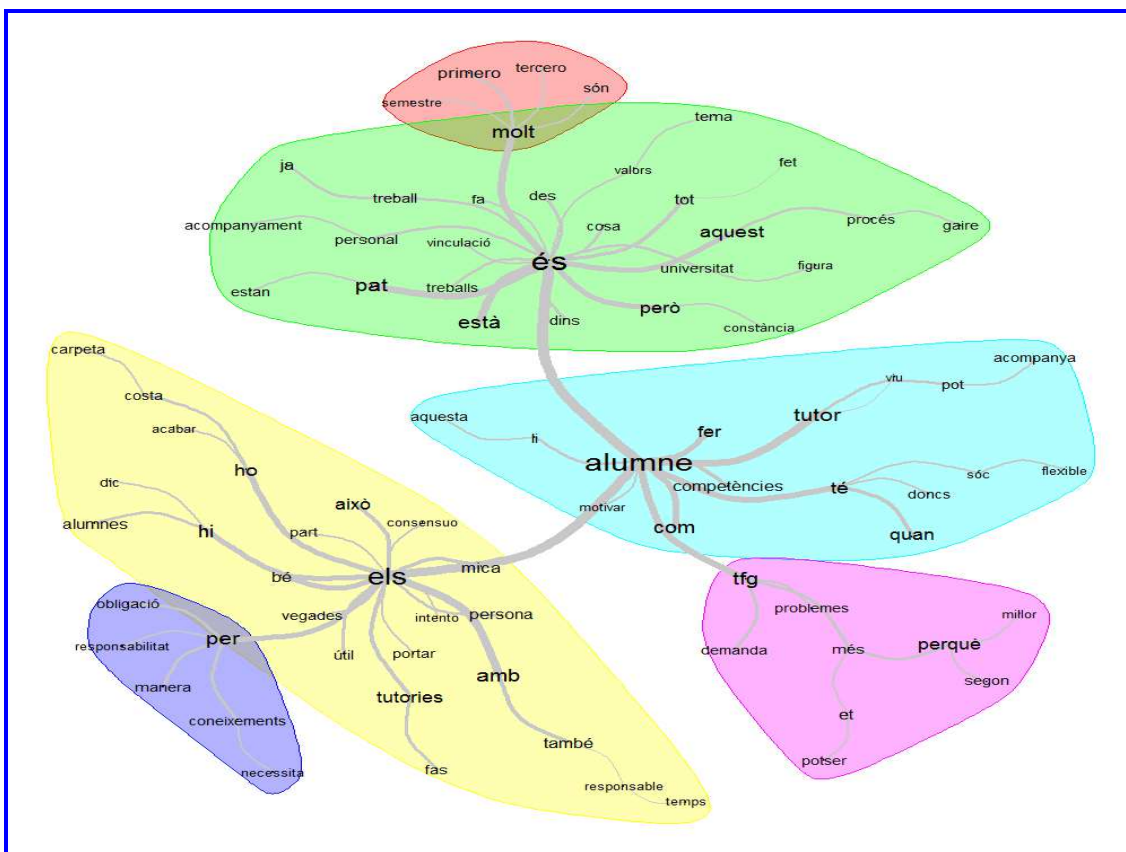 primero
tercero
semestre
són
molt
tema
ja
valors
fet
treball
fa
des
tot
acompanyament
personal
vinculació
cosa
aquest
procés
gaire
és
universitat
figura
estan
pat
treballs
està
dins
però
constància
carpeta
costa
acabar
ho
dic
alumnes
hi
part
això
consensuo
bé
els
mica
vegades
intento
persona
útil
portar
amb
tutories
també
fas
responsable
temps
obligació
per
responsabilitat
manera
coneixements
necessita
aquesta
li
fer
tutor
viu
pot
acompanya
alumne
competències
motivar
com
té
doncs
sóc
flexible
quan
tfg
problemes
demanda
més
perquè
millor
segon
et
potser